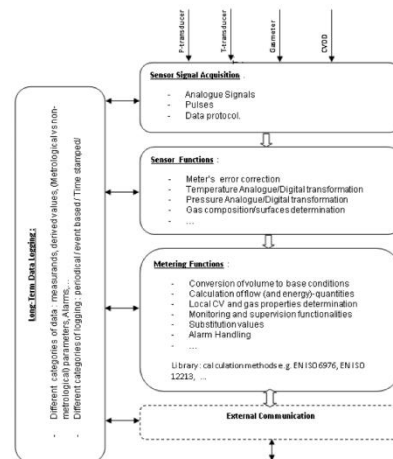 P-transducer
T-transducer
Gasmeter
CVDD
Sensor Signal Acquisition :
- Analogue Signals
- Pulses
- Data protocol.
Sensor Functions :
- Meter's error correction
- Temperature Analogue/Digital transformation
- Pressure Analogue/Digital transformation
- Gas composition/surfaces determination
- ...
Metering Functions :
- Conversion of volume to base conditions
- Calculation of flow (and energy)-quantities
- Local CV and gas properties determination
- Monitoring and supervision functionalities
- Substitution values
- Alarm Handling
- ...
Library : calculation methods e.g. EN ISO 6976, EN ISO
12213, ...
External Communication
Long-Term Data Logging :
- Different categories of data : measurands, derived values, (Metrological vs non-
metrological) parameters, Alarms,...
- Different categories of logging : periodical / event based / Time stamped/